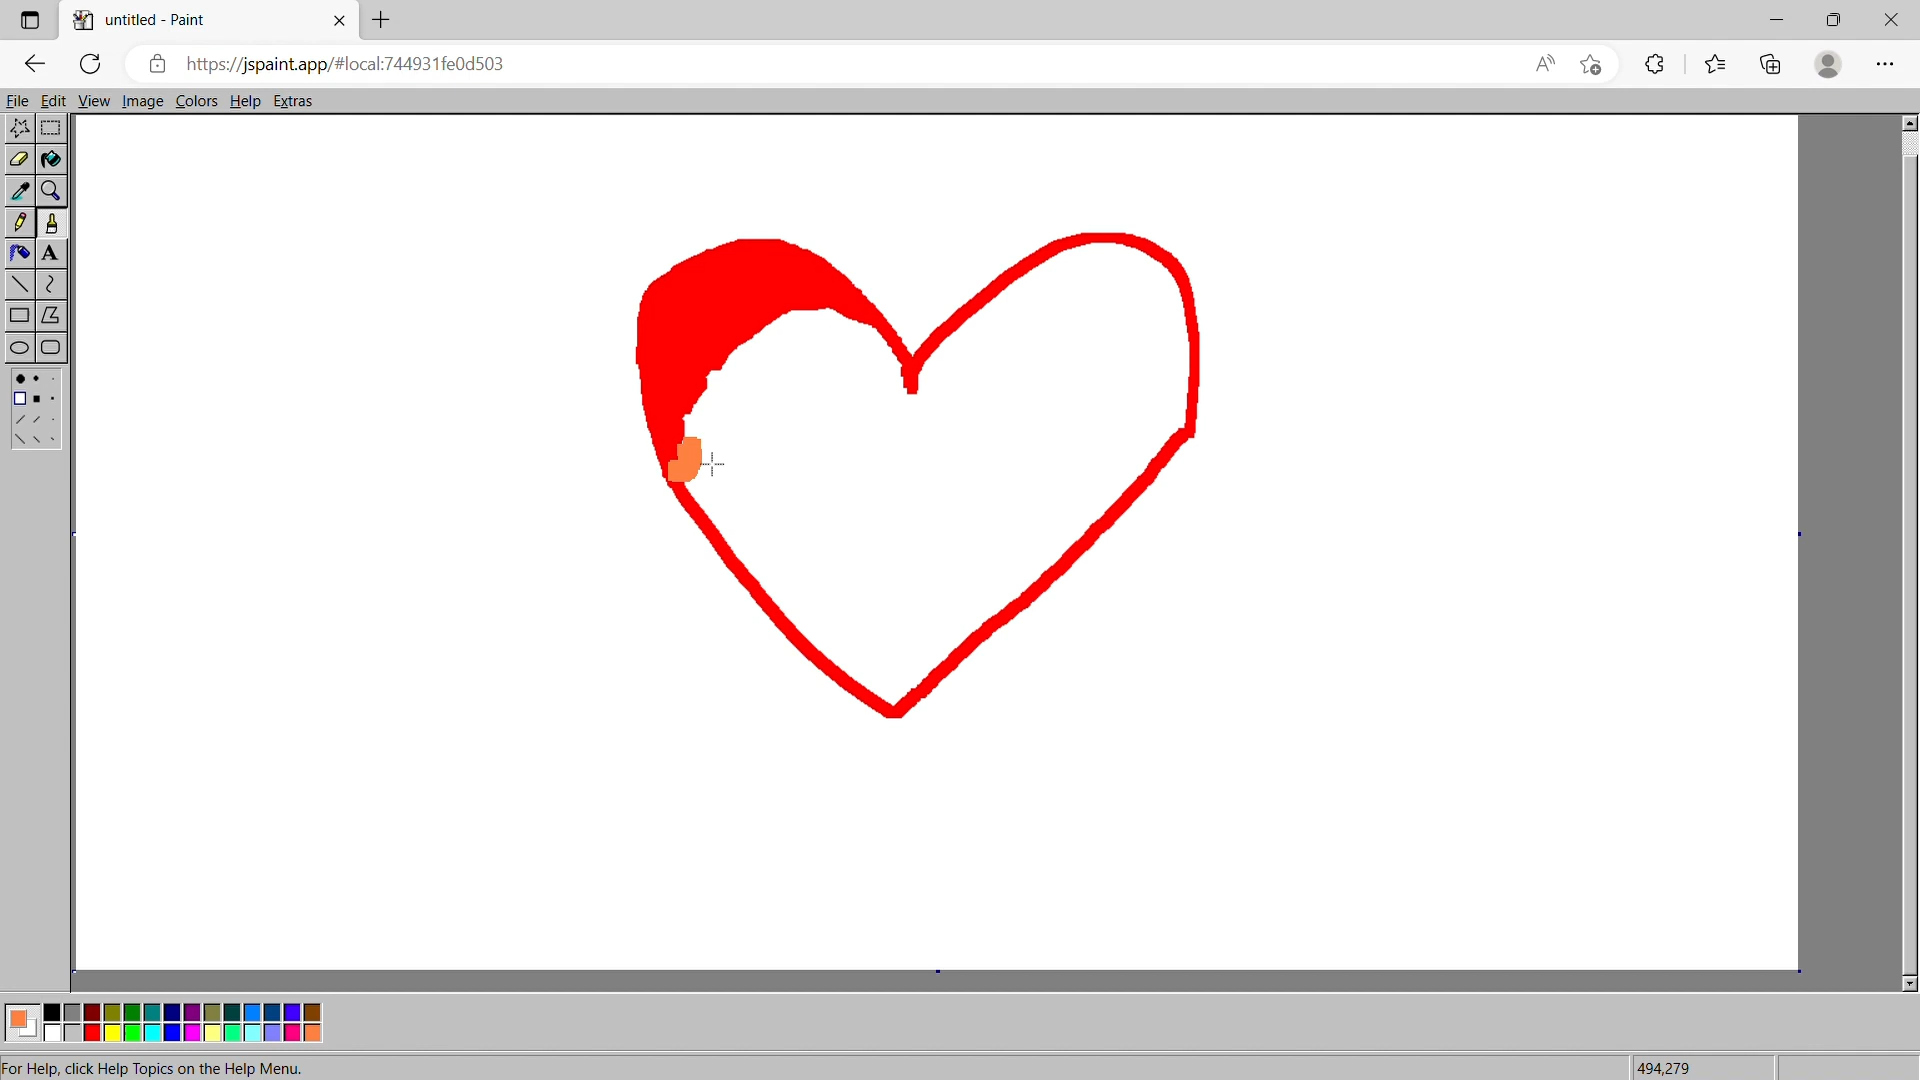 untitled - Paint
https://jspaint.app/#local:744931fe0d503
File Edit View Image Colors Help Extras
For Help, click Help Topics on the Help Menu.
494,279